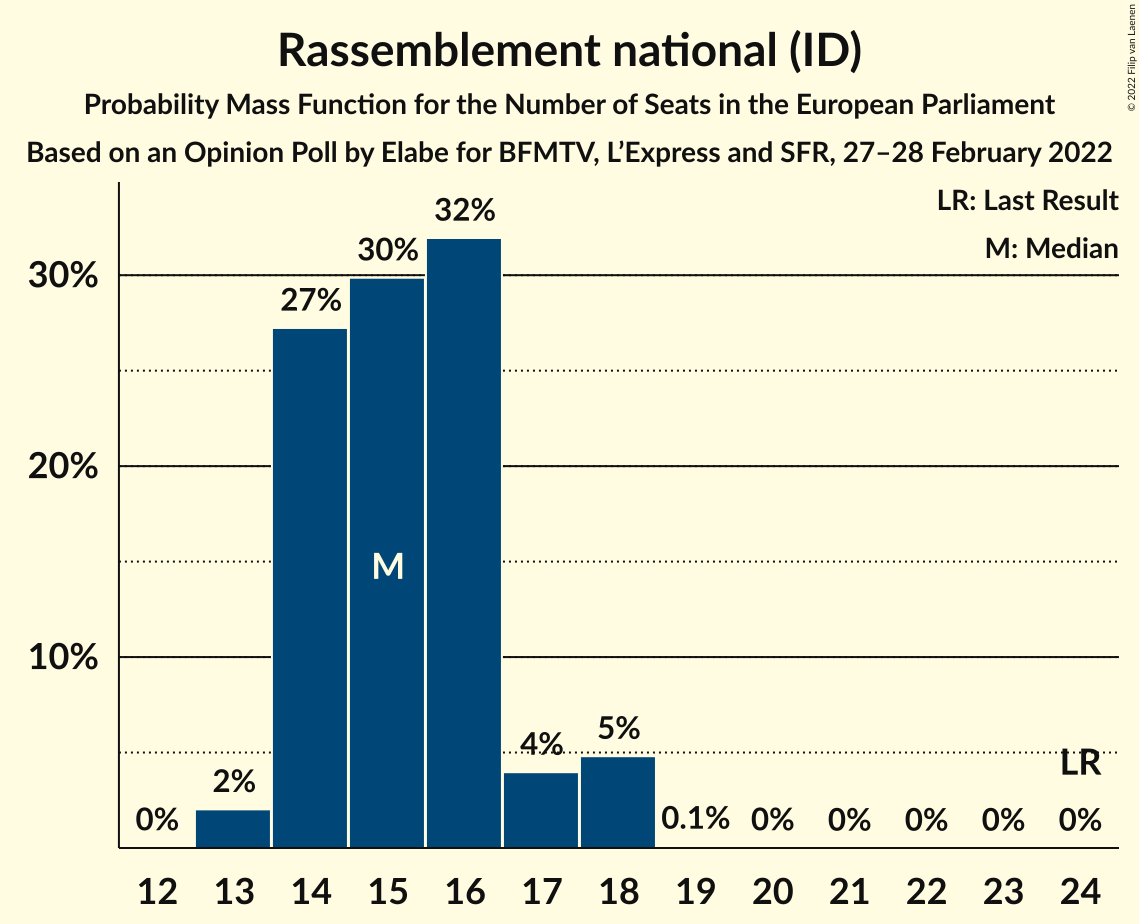 Rassemblement national (ID)
Probability Mass Function for the Number of Seats in the European Parliament
Based on an Opinion Poll by Elabe for BFMTV, L’Express and SFR, 27–28 February 2022
© 2022 Filip van Laenen
LR: Last Result
M: Median
30%
20%
10%
0%
2%
27%
30%
32%
4%
5%
0.1%
0%
0%
0%
0%
0%
M
LR
12 13 14 15 16 17 18 19 20 21 22 23 24